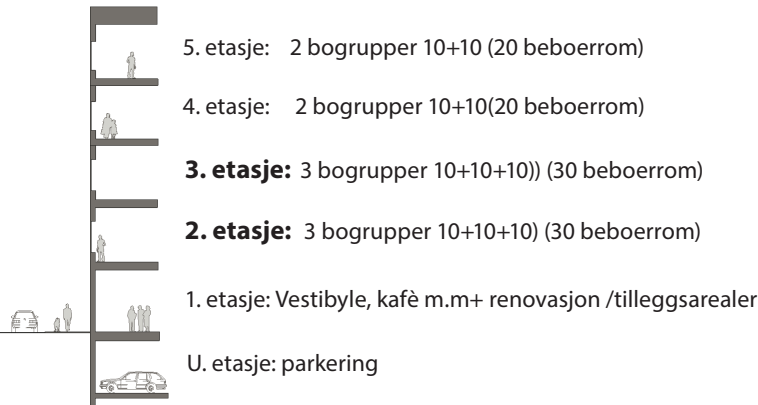 5. etasje: 2 bogrupper 10+10 (20 beboerrom)
4. etasje: 2 bogrupper 10+10(20 beboerrom)
3. etasje: 3 bogrupper 10+10+10)) (30 beboerrom)
2. etasje: 3 bogrupper 10+10+10) (30 beboerrom)
1. etasje: Vestibyle, kafè m.m+ renovasjon /tilleggsarealer
U. etasje: parkering